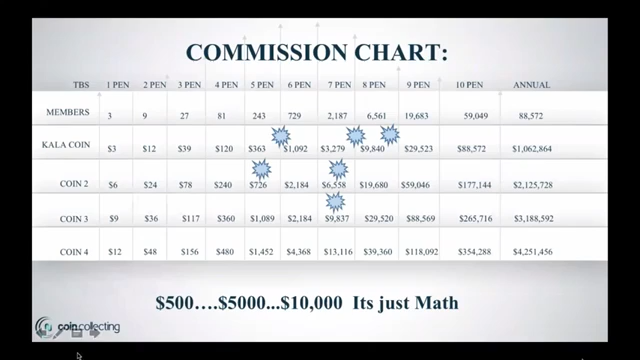 COMMISSION CHART:
TBS 1 PEN 2 PEN 3 PEN 4 PEN 5 PEN 6 PEN 7 PEN 8 PEN 9 PEN 10 PEN ANNUAL
MEMBERS 3 9 27 81 243 729 2,187 6,561 19,683 59,049 88,572
KALA COIN $3 $12 $39 $120 $363 $1,092 $3,279 $9,840 $29,523 $88,572 $1,062,864
COIN 2 $6 $24 $78 $240 $726 $2,184 $6,558 $19,680 $59,046 $177,144 $2,125,728
COIN 3 $9 $36 $117 $360 $1,089 $2,184 $9,837 $29,520 $88,569 $265,716 $3,188,592
COIN 4 $12 $48 $156 $480 $1,452 $4,368 $13,116 $39,360 $118,092 $354,288 $4,251,456
$500….$5000...$10,000 Its just Math
coin collecting